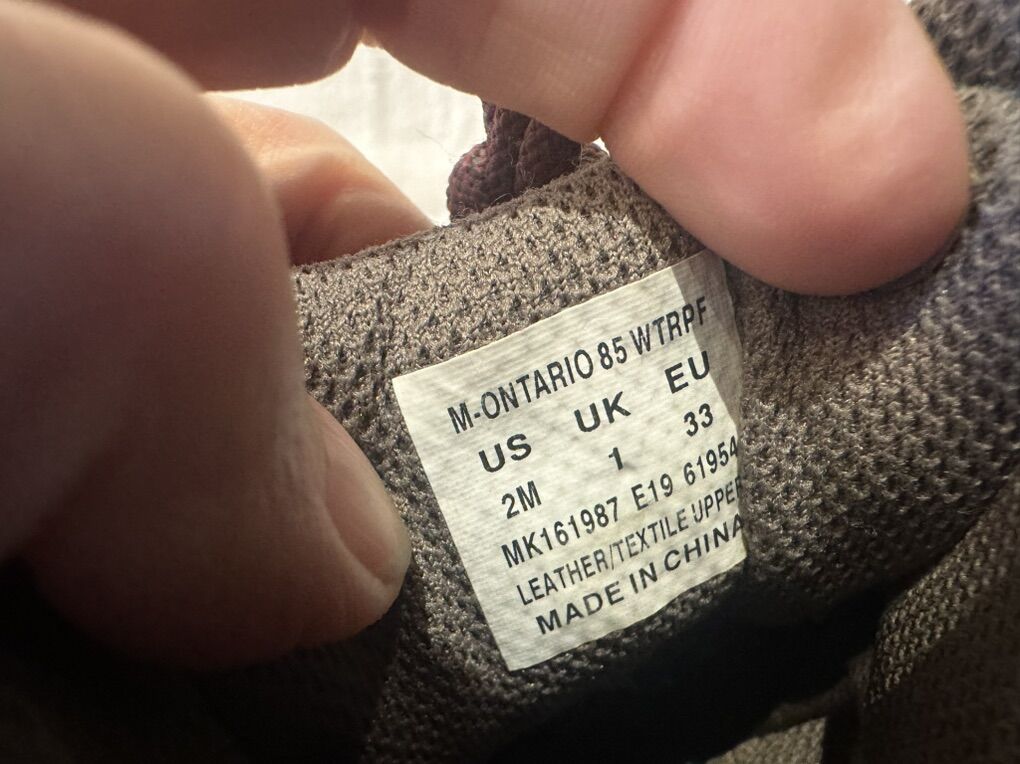 M-ONTARIO 85 WTRPF
US UK EU
2M 1 33
MK161987 E19 61954
LEATHER/TEXTILE UPPER
MADE IN CHINA